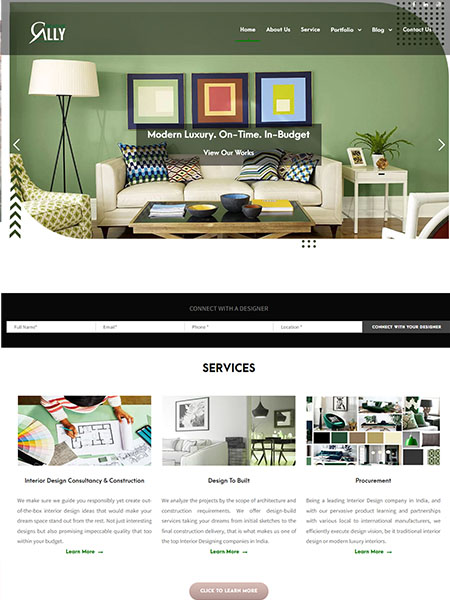 ALLY
Home About Us Service Portfolio Blog Contact Us
Modern Luxury. On-Time. In-Budget
View Our Works
CONNECT WITH A DESIGNER
Full Name* Email* Phone * Location * CONNECT WITH YOUR DESIGNER
SERVICES
Interior Design Consultancy & Construction
We make sure we guide you responsibly yet create out-
of-the-box interior design ideas that would make your
dream space stand out from the rest. Not just interesting
designs but also promising impeccable quality that too
within your budget.
Learn More →
Design To Built
We analyze the projects by the scope of architecture and
construction requirements. We offer design-build
services taking your dreams from initial sketches to the
final construction delivery, that is what makes us one of
the top Interior Designing companies in India.
Learn More →
Procurement
Being a leading Interior Design company in India, and
with our pervasive product learning and partnerships
with various local to international manufacturers, we
efficiently execute design vision; be it traditional interior
design or modern luxury interiors.
Learn More →
CLICK TO LEARN MORE